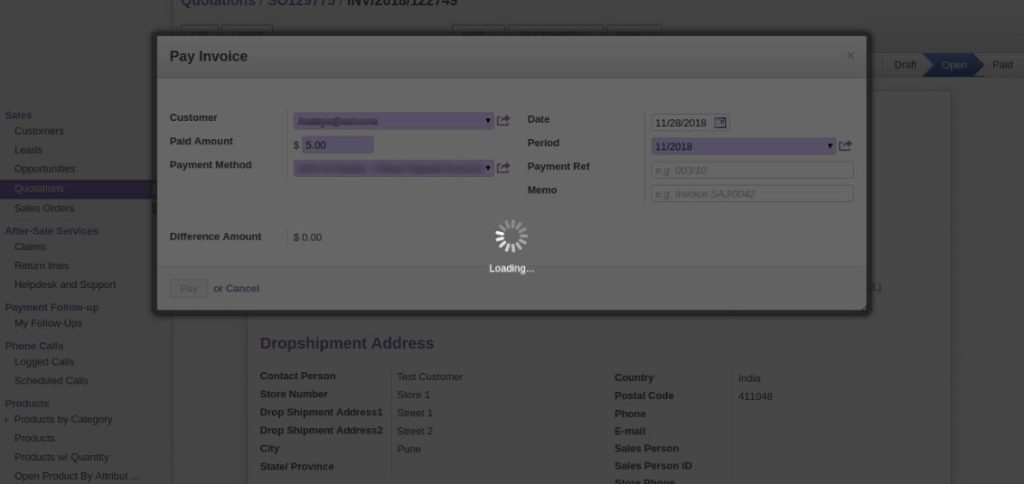 Quotations / SO129775 / INV/2018/122749
Pay Invoice
×
Draft
Open
Paid
Sales
Customers
Leads
Opportunities
Quotations
Sales Orders
After-Sale Services
Claims
Return lines
Helpdesk and Support
Payment Follow-up
My Follow-Ups
Phone Calls
Logged Calls
Scheduled Calls
Products
Products by Category
Products
Products w/ Quantity
Open Product By Attribut ...
Customer
Paid Amount
$ 5.00
Payment Method
Date
11/28/2018
Period
11/2018
Payment Ref
e.g. 003/10
Memo
e.g. Invoice SAJ/0042
Difference Amount
$ 0.00
Loading...
Pay or Cancel
Dropshipment Address
Contact Person
Test Customer
Store Number
Store 1
Drop Shipment Address1
Street 1
Drop Shipment Address2
Street 2
City
Pune
State/ Province
Country
India
Postal Code
411048
Phone
E-mail
Sales Person
Sales Person ID
Store Phone